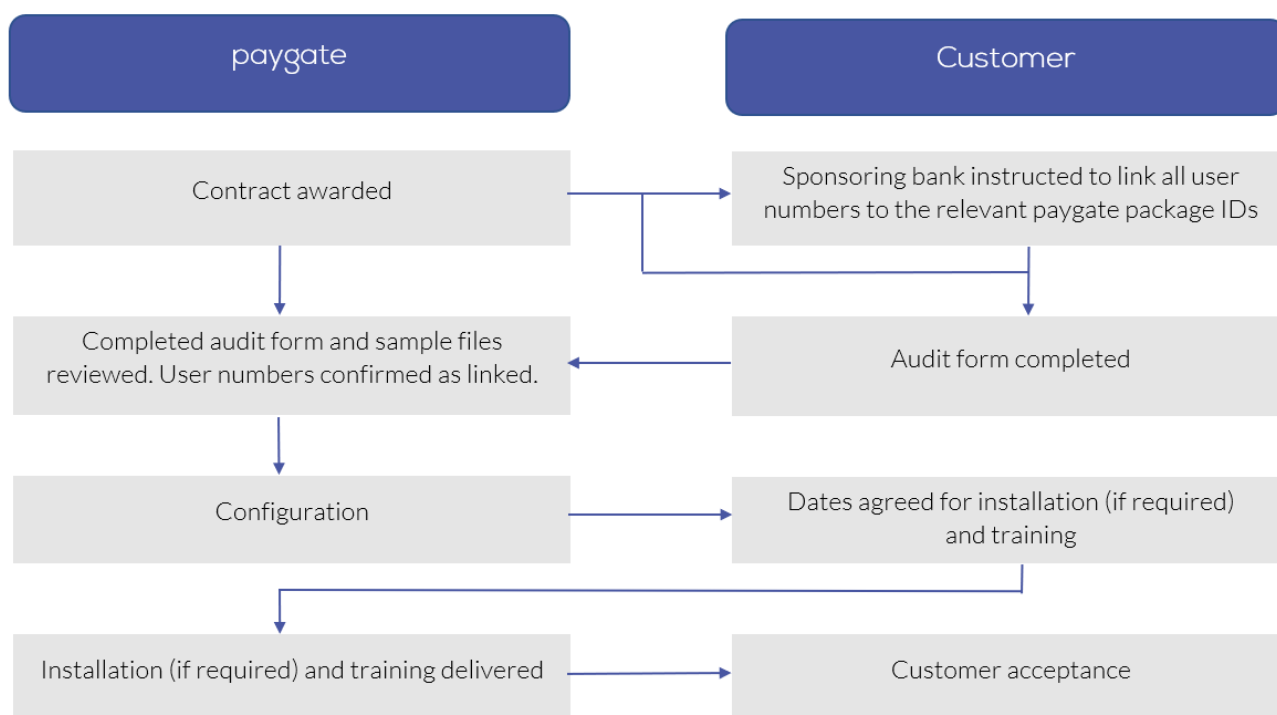 paygate
Customer
Contract awarded
Sponsoring bank instructed to link all user
numbers to the relevant paygate package IDs
Completed audit form and sample files
reviewed. User numbers confirmed as linked.
Audit form completed
Configuration
Dates agreed for installation (if required)
and training
Installation (if required) and training delivered
Customer acceptance